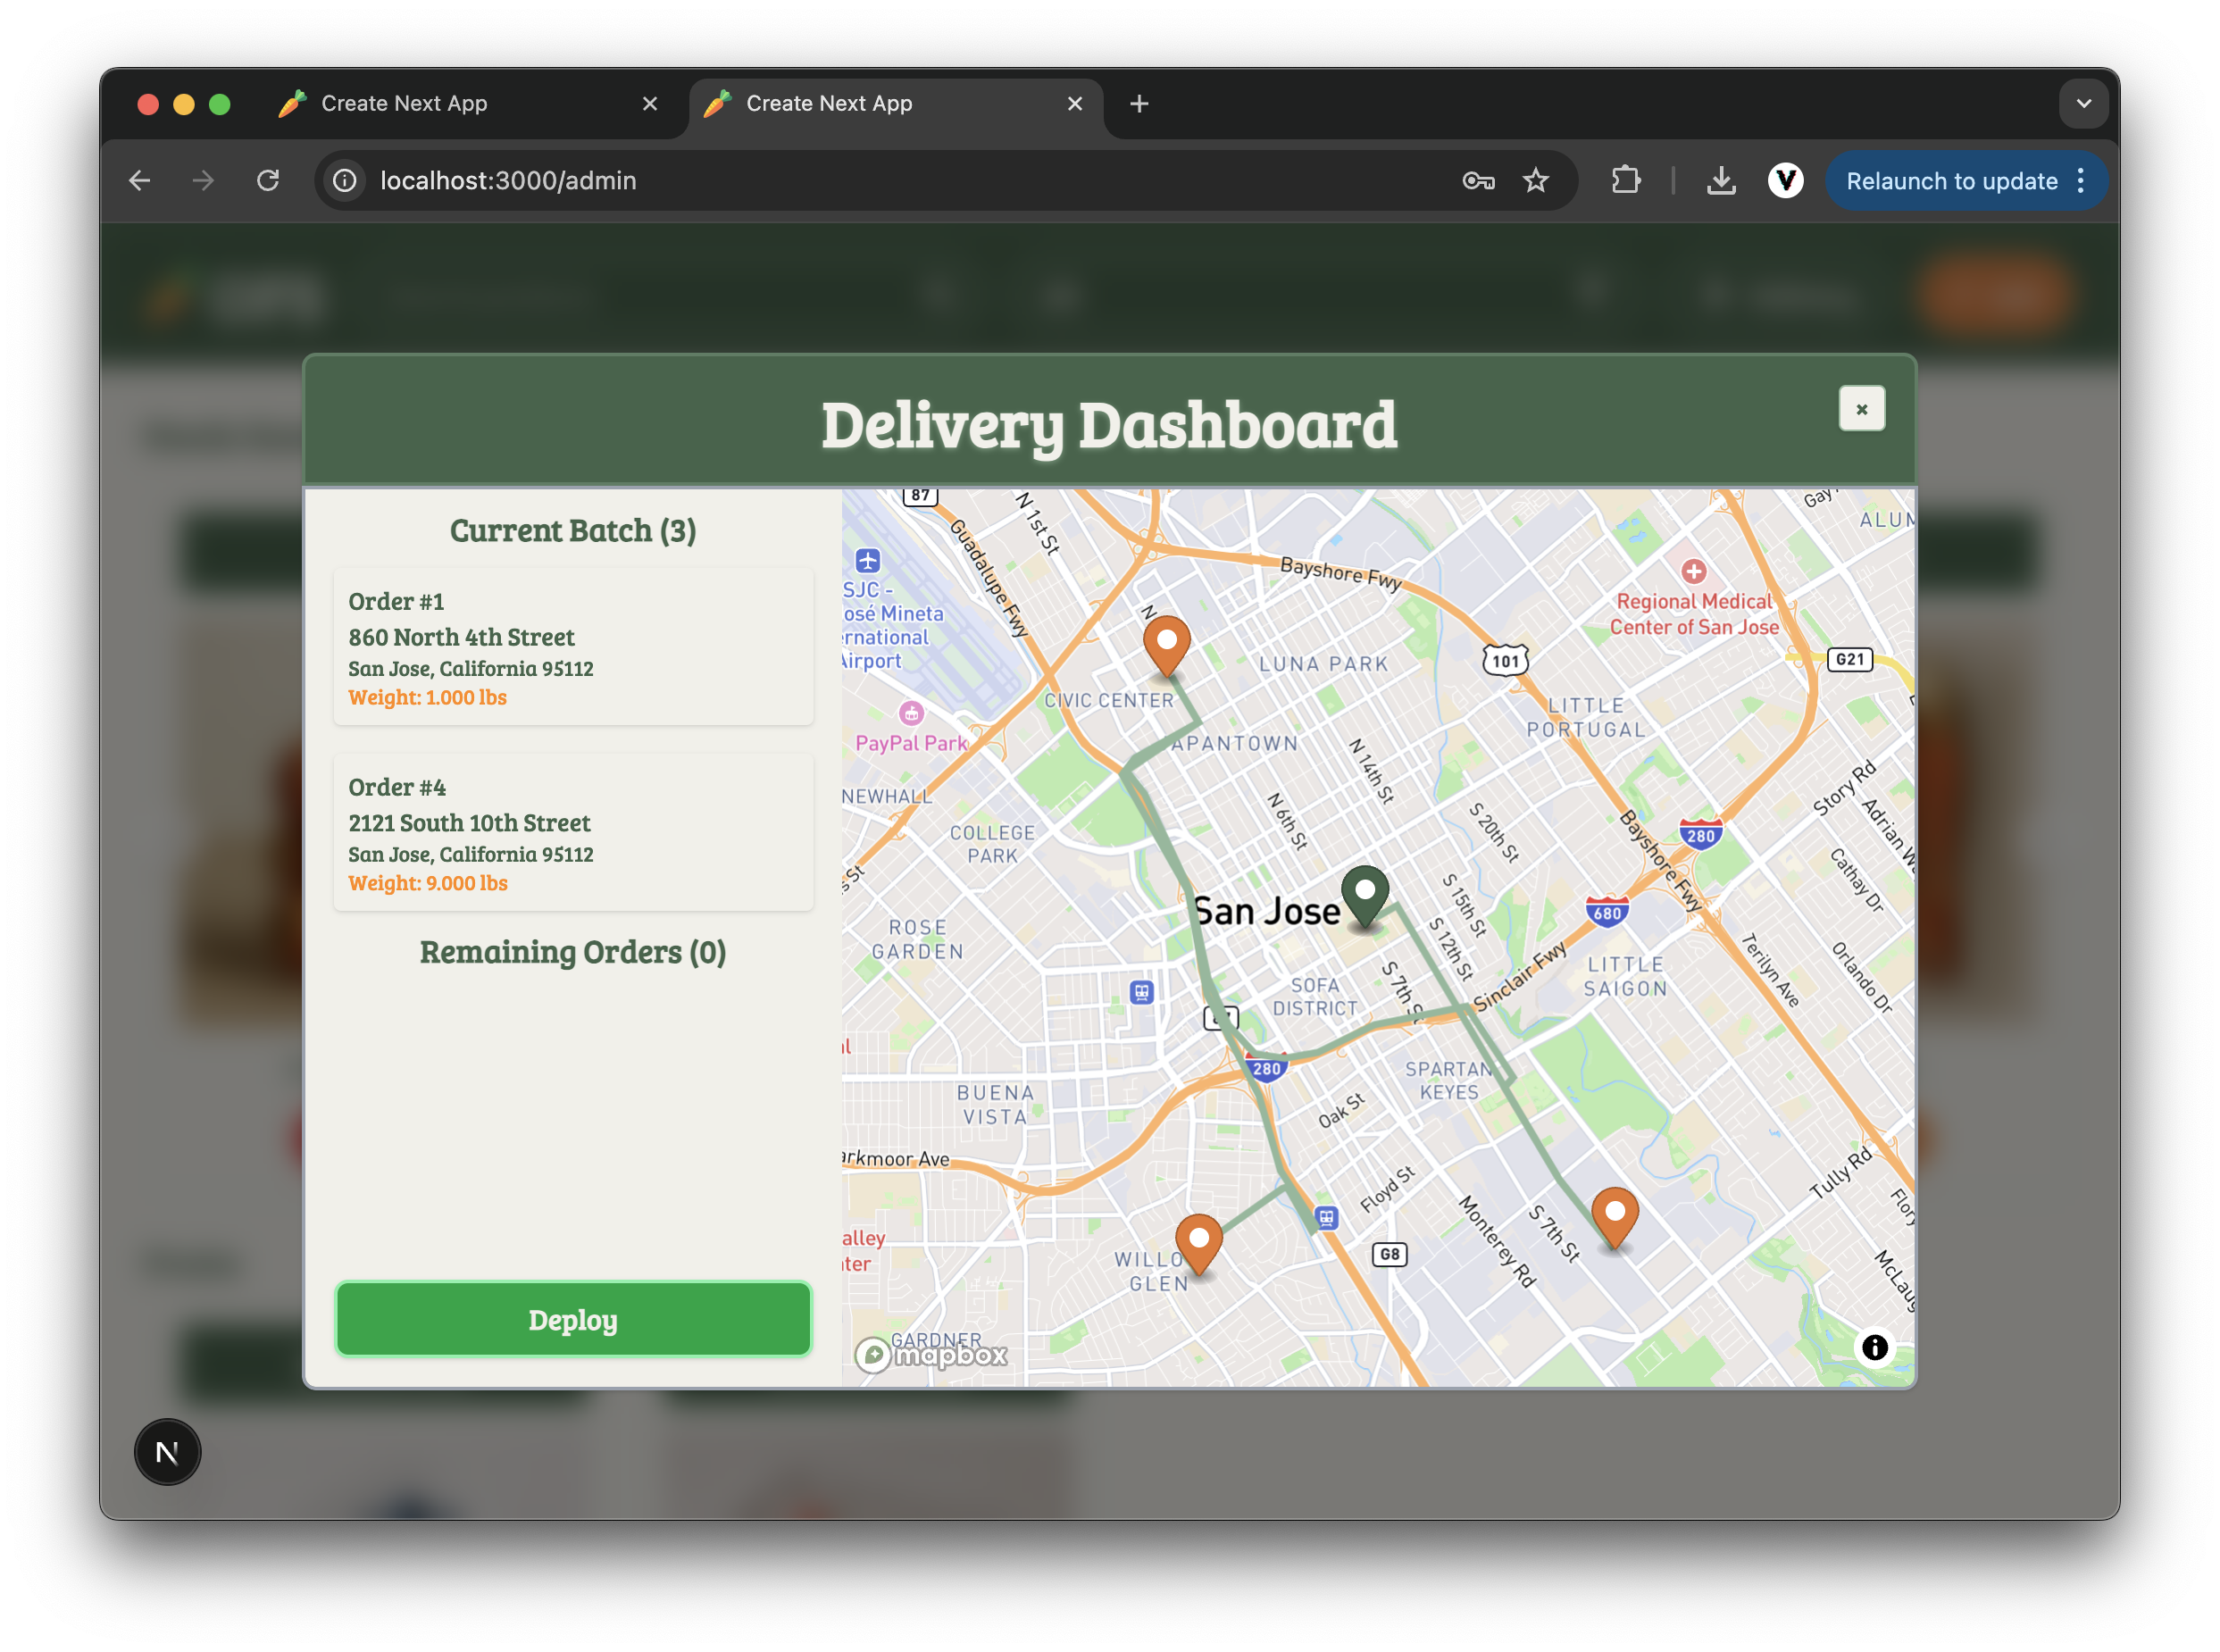 Create Next App
Create Next App
localhost:3000/admin
Relaunch to update
Delivery Dashboard
×
Current Batch (3)
Order #1
860 North 4th Street
San Jose, California 95112
Weight: 1.000 lbs
Order #4
2121 South 10th Street
San Jose, California 95112
Weight: 9.000 lbs
Remaining Orders (0)
Deploy
87
N 1st St
Guadalupe Fwy
Bayshore Fwy
SJC -
osé Mineta
ernational
Airport
Regional Medical
Center of San Jose
G21
101
LUNA PARK
CIVIC CENTER
PayPal Park
APANTOWN
LITTLE
PORTUGAL
N 14th St
Story Rd
NEWHALL
COLLEGE
PARK
N 6th St
S 20th St
Bayshore Fwy
280
Cathay Dr
San Jose
S 15th St
680
ROSE
GARDEN
S 12th St
Sinclair Fwy
LITTLE
SAIGON
Terilyn Ave
Orlando Dr
SOFA
DISTRICT
S 7th St
280
SPARTAN
KEYES
BUENA
VISTA
Oak St
arkmoor Ave
Tully Rd
Floyd St
Monterey Rd
S 7th St
G8
alley
WILLO
GLEN
GARDNER
mapbox
N